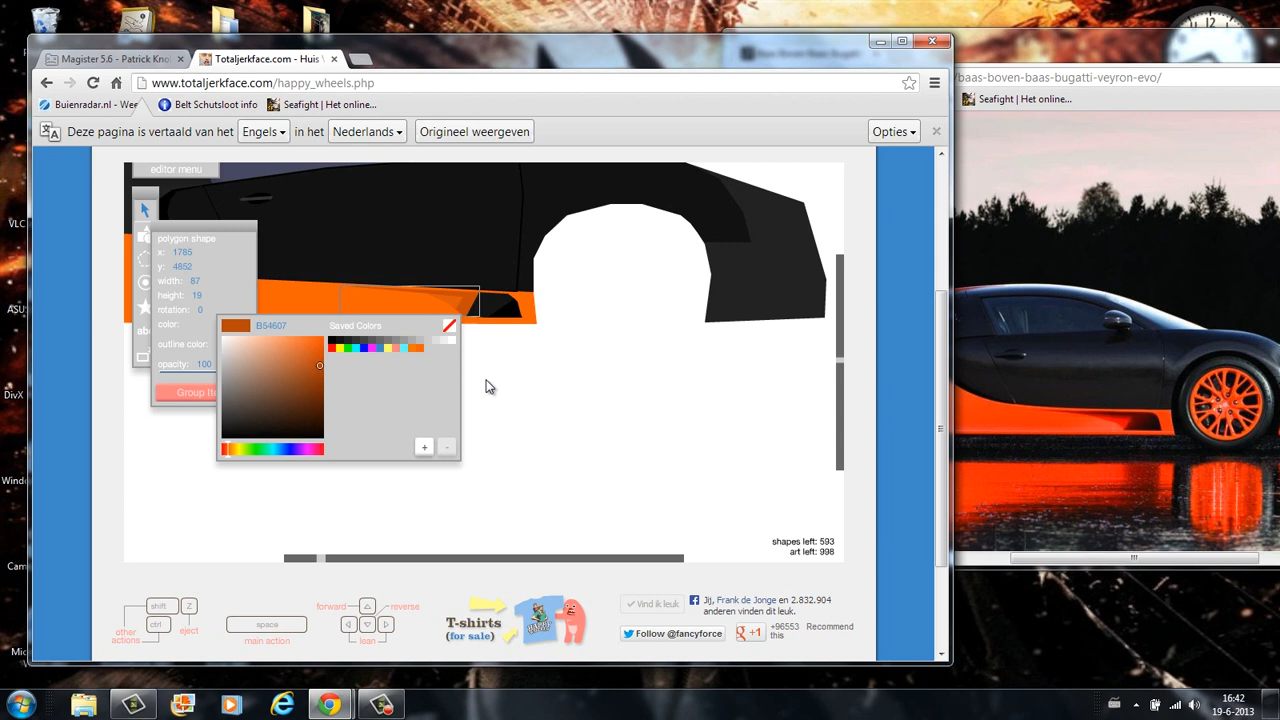 Magister 5.6 - Patrick Kno
Totaljerkface.com - Huis
www.totaljerkface.com/happy_wheels.php
Buienradar.nl - Wee
Belt Schutsloot info
Seafight | Het online...
Deze pagina is vertaald van het
Engels
in het
Nederlands
Origineel weergeven
Opties
baas-boven-baas-bugatti-veyron-evo/
Seafight | Het online...
editor menu
polygon shape
x: 1785
y: 4852
width: 87
height: 19
rotation: 0
color:
outline color:
opacity: 100
Group Ite
B54607
Saved Colors
+
-
shapes left: 593
art left: 998
shift
Z
ctrl
eject
other
actions
space
main action
forward
reverse
lean
T-shirts
(for sale)
Vind ik leuk
Jij, Frank de Jonge en 2.832.904
anderen vinden dit leuk.
Follow @fancyforce
+1
+96553 Recommend
this
VLC
ASUS
DivX
Windo
Cam
16:42
19-6-2013